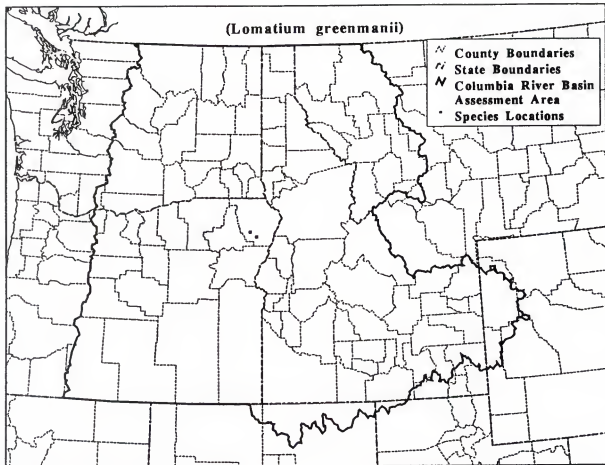 (Lomatium greenmanii)
County Boundaries
State Boundaries
Columbia River Basin
Assessment Area
Species Locations